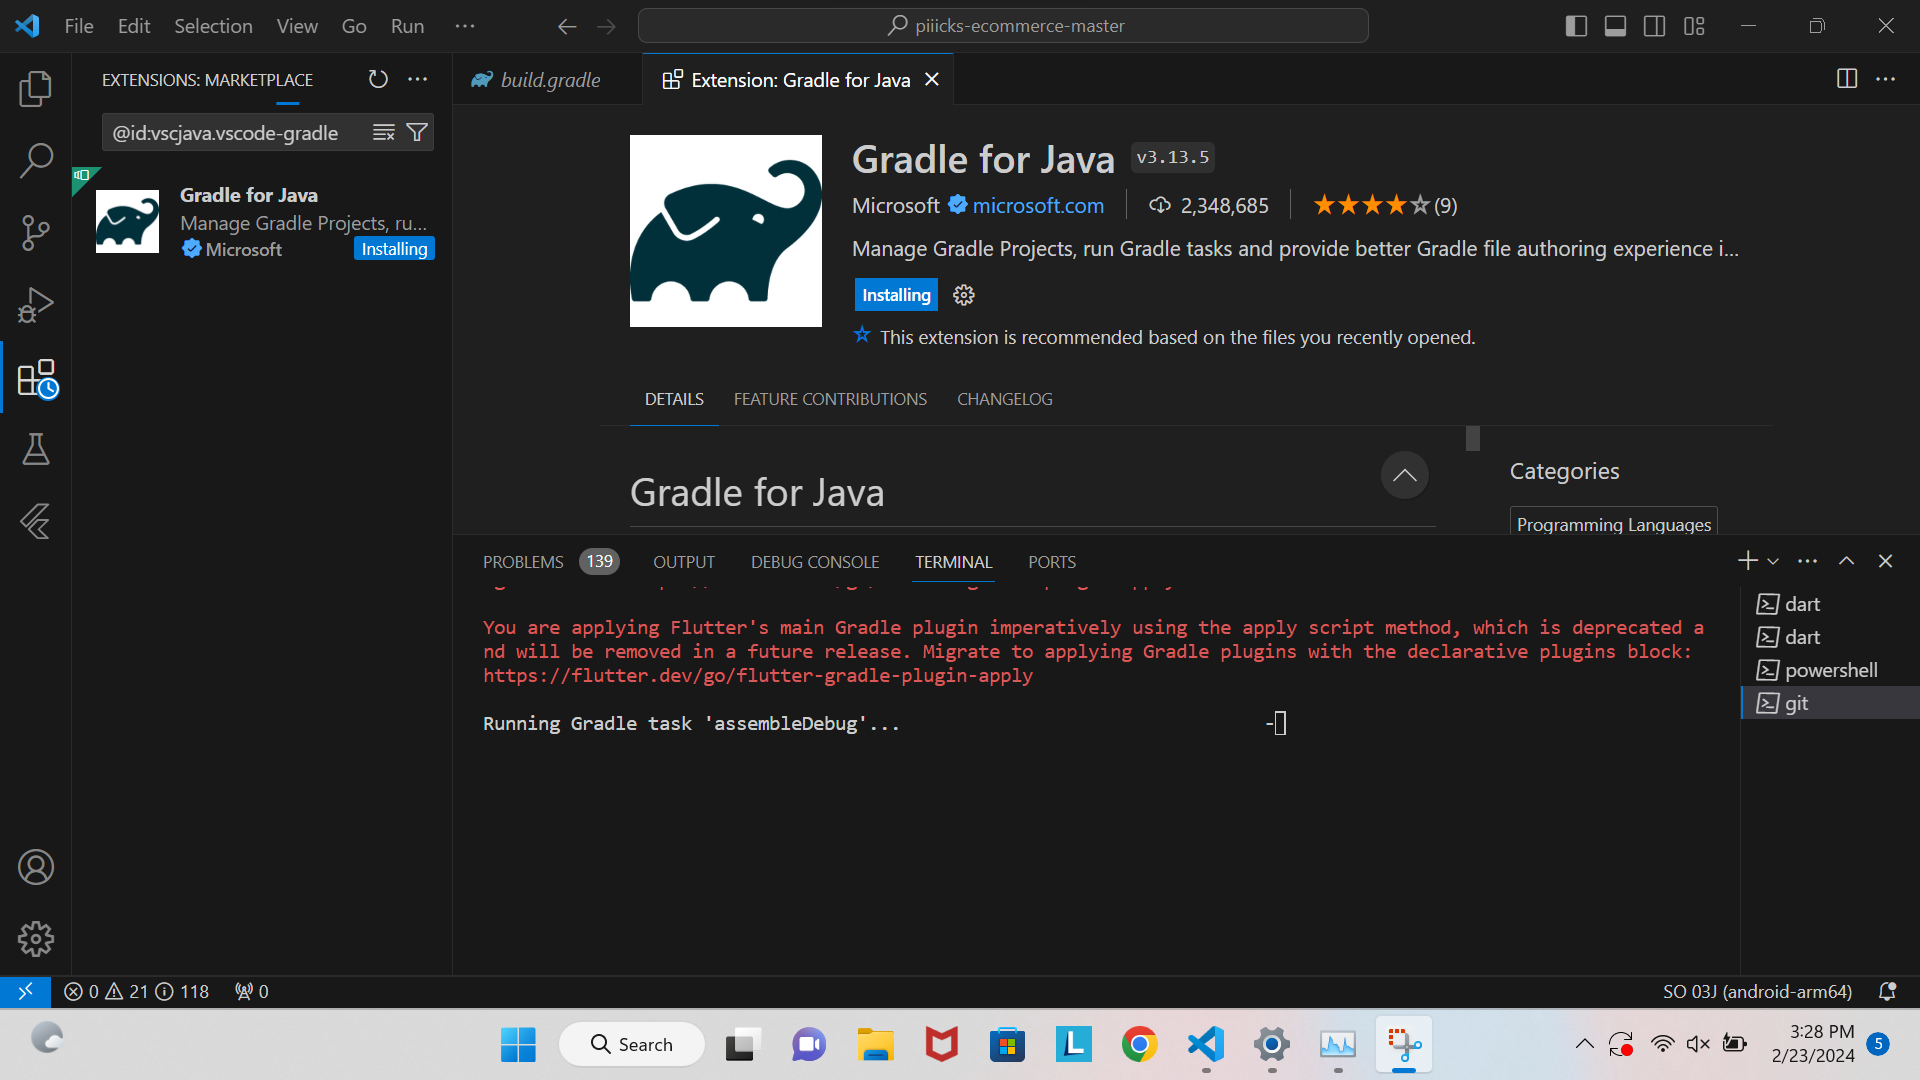 File Edit Selection View Go Run ...
piiicks-ecommerce-master
EXTENSIONS: MARKETPLACE
@id:vscjava.vscode-gradle
Gradle for Java
Manage Gradle Projects, ru...
Microsoft
Installing
build.gradle
Extension: Gradle for Java
Gradle for Java v3.13.5
Microsoft microsoft.com 2,348,685 (9)
Manage Gradle Projects, run Gradle tasks and provide better Gradle file authoring experience i...
Installing
This extension is recommended based on the files you recently opened.
DETAILS FEATURE CONTRIBUTIONS CHANGELOG
Gradle for Java
Categories
Programming Languages
PROBLEMS 139 OUTPUT DEBUG CONSOLE TERMINAL PORTS
You are applying Flutter's main Gradle plugin imperatively using the apply script method, which is deprecated a
nd will be removed in a future release. Migrate to applying Gradle plugins with the declarative plugins block:
https://flutter.dev/go/flutter-gradle-plugin-apply
Running Gradle task 'assembleDebug'... -
dart
dart
powershell
git
0 21 118 0
SO 03J (android-arm64)
Search
L
3:28 PM
2/23/2024
5